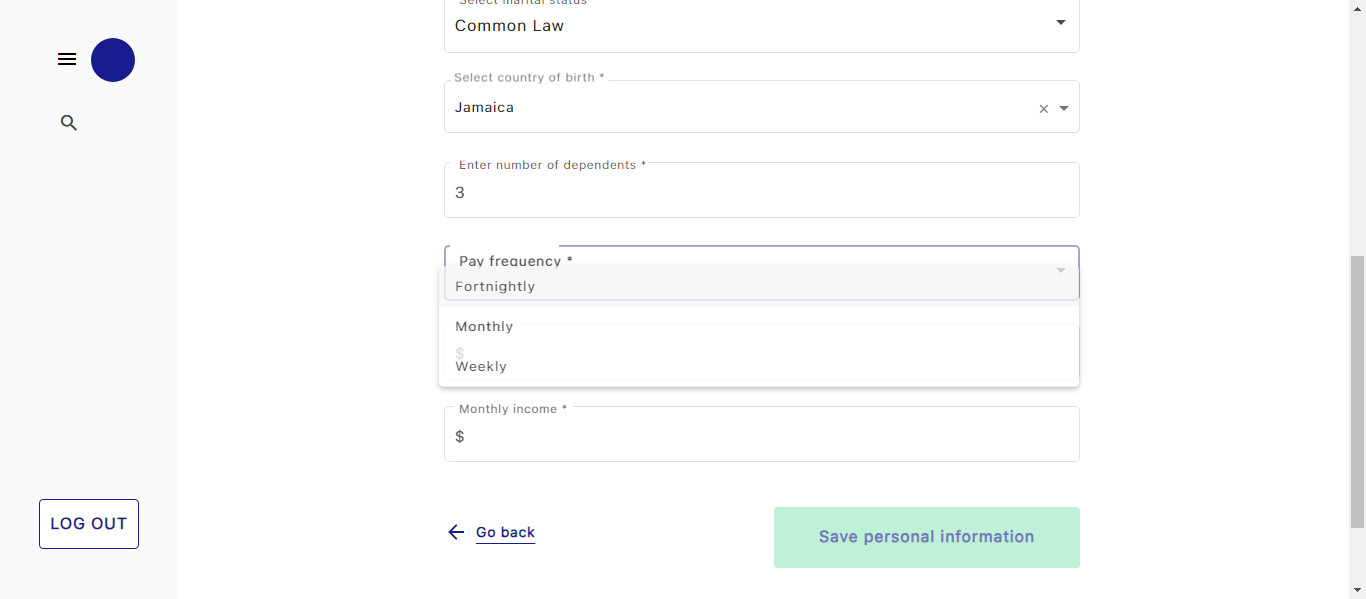 Select marital status
Common Law
Select country of birth *
Jamaica
Enter number of dependents *
3
Pay frequency *
Fortnightly
Monthly
$
Weekly
Monthly income *
$
Go back
Save personal information
LOG OUT